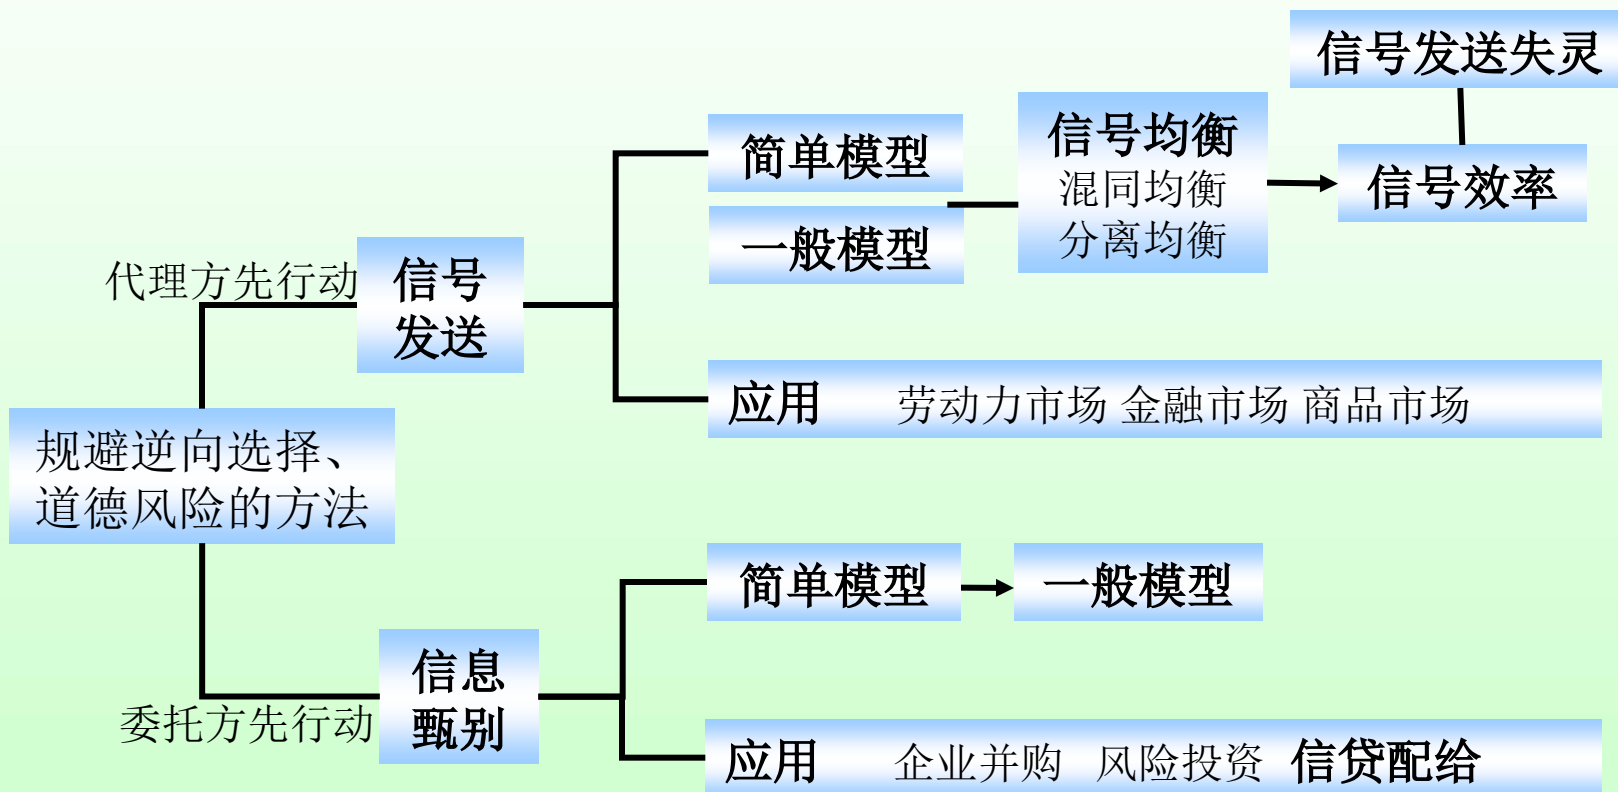 信号发送失灵
简单模型
信号均衡
混同均衡
分离均衡
信号效率
一般模型
代理方先行动
信号
发送
应用 劳动力市场 金融市场 商品市场
规避逆向选择、
道德风险的方法
简单模型
一般模型
信息
甄别
委托方先行动
应用 企业并购 风险投资 信贷配给